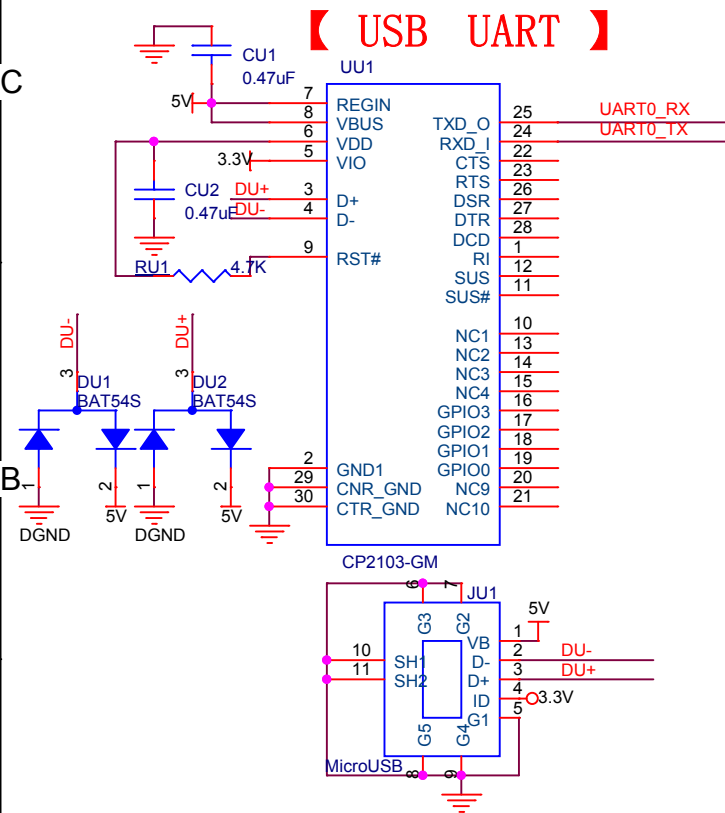 【 USB UART 】
C
CU1
0.47uF
UU1
5V
7 REGIN
8 VBUS
6 VDD
3.3V 5 VIO
CU2
0.47uF
DU+ 3 D+
DU- 4 D-
9 RST#
RU1 4.7K
TXD_O 25 UART0_RX
RXD_I 24 UART0_TX
CTS 22
RTS 23
DSR 26
DTR 27
DCD 28
RI 1
SUS 12
SUS# 11
NC1 10
NC2 13
NC3 14
NC4 15
GPIO3 16
GPIO2 17
GPIO1 18
GPIO0 19
NC9 20
NC10 21
2 GND1
29 CNR_GND
30 CTR_GND
CP2103-GM
DU- DU+
3 3
DU1 DU2
BAT54S BAT54S
B
1 2 1 2
5V 5V
DGND DGND
JU1
6 7
G3 G2
5V
VB 1
10 SH1
11 SH2
D- 2 DU-
D+ 3 DU+
ID 4 3.3V
G1 5
G5 G4
MicroUSB
8 9